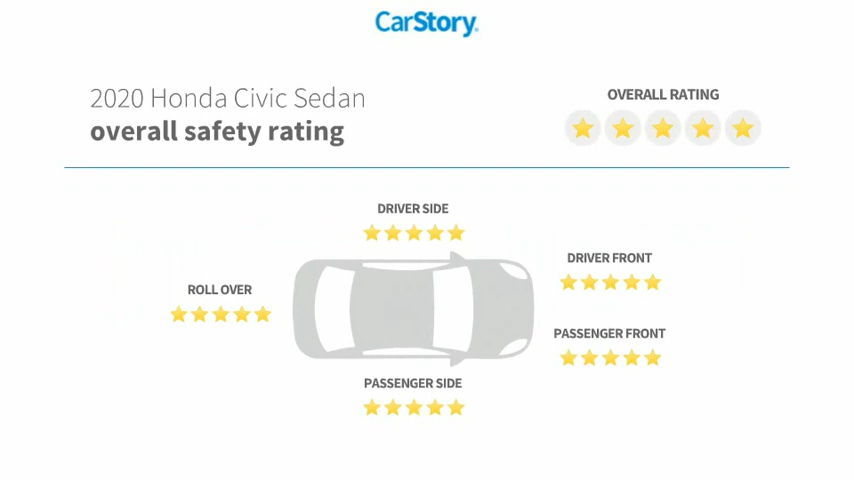 CarStory
2020 Honda Civic Sedan
overall safety rating
OVERALL RATING
DRIVER SIDE
DRIVER FRONT
ROLL OVER
PASSENGER FRONT
PASSENGER SIDE